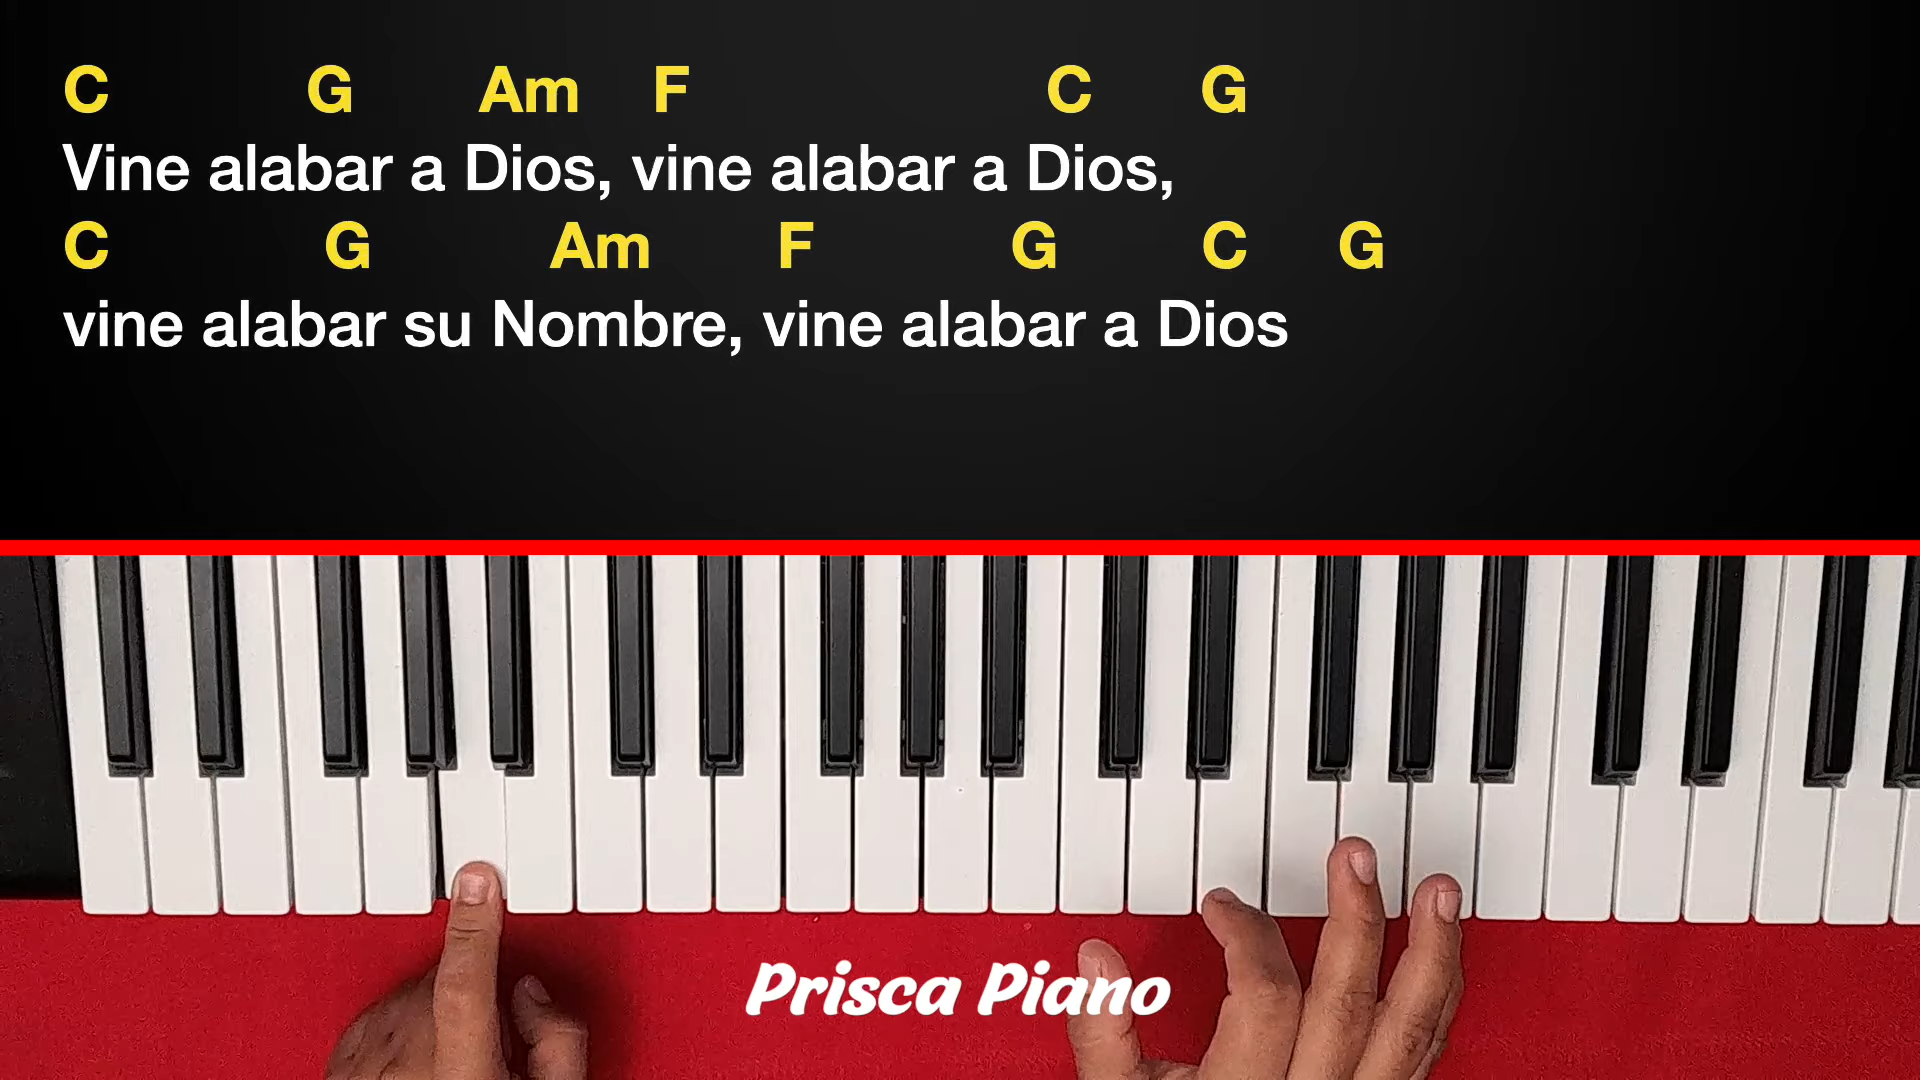 C G Am F C G
Vine alabar a Dios, vine alabar a Dios,
C G Am F G C G
vine alabar su Nombre, vine alabar a Dios
Prisca Piano